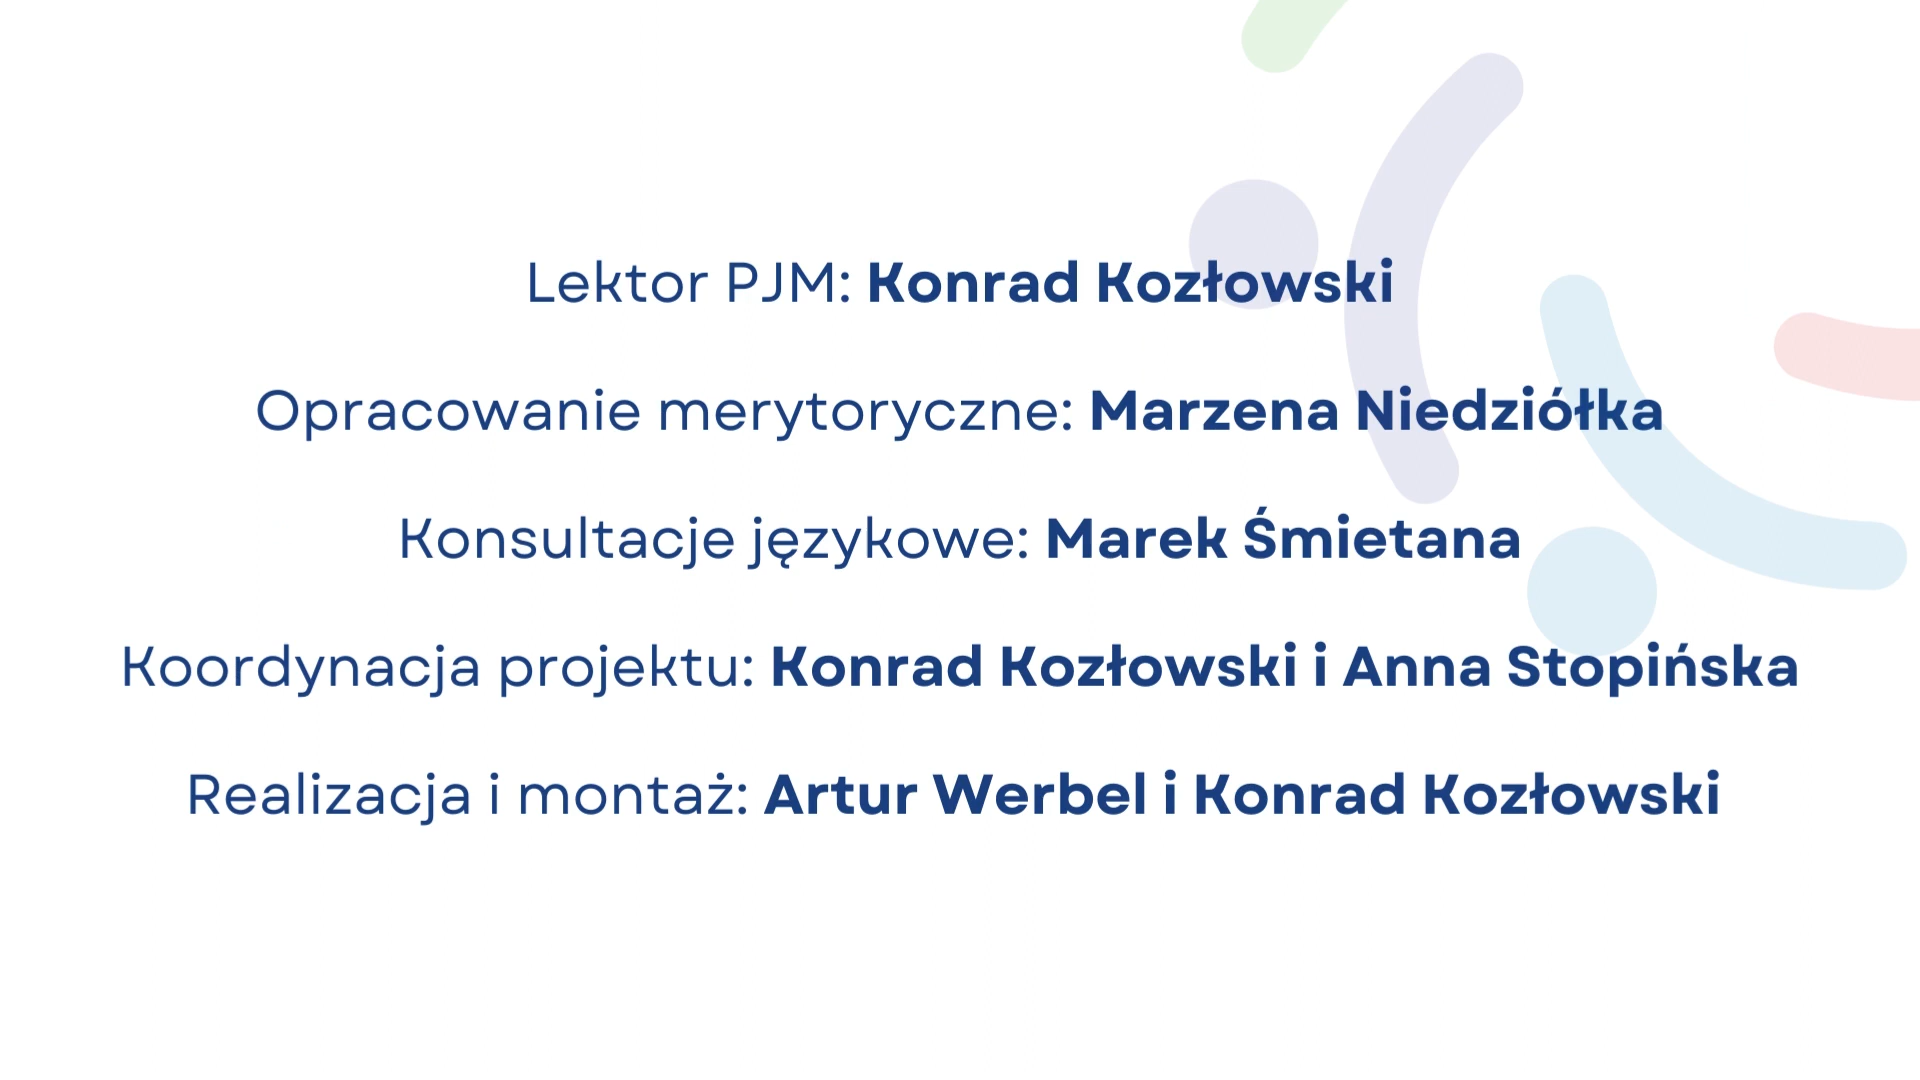 Lektor PJM: Konrad Kozłowski
Opracowanie merytoryczne: Marzena Niedziółka
Konsultacje językowe: Marek Śmietana
Koordynacja projektu: Konrad Kozłowski i Anna Stopińska
Realizacja i montaż: Artur Werbel i Konrad Kozłowski